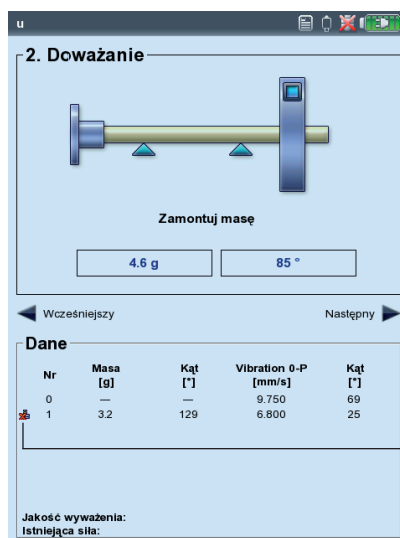 u
2. Doważanie
Zamontuj masę
4.6 g 85 °
Wcześniejszy Następny
Dane
Nr Masa [g] Kąt [°] Vibration 0-P [mm/s] Kąt [°]
0 — — 9.750 69
1 3.2 129 6.800 25
Jakość wyważenia:
Istniejąca siła: